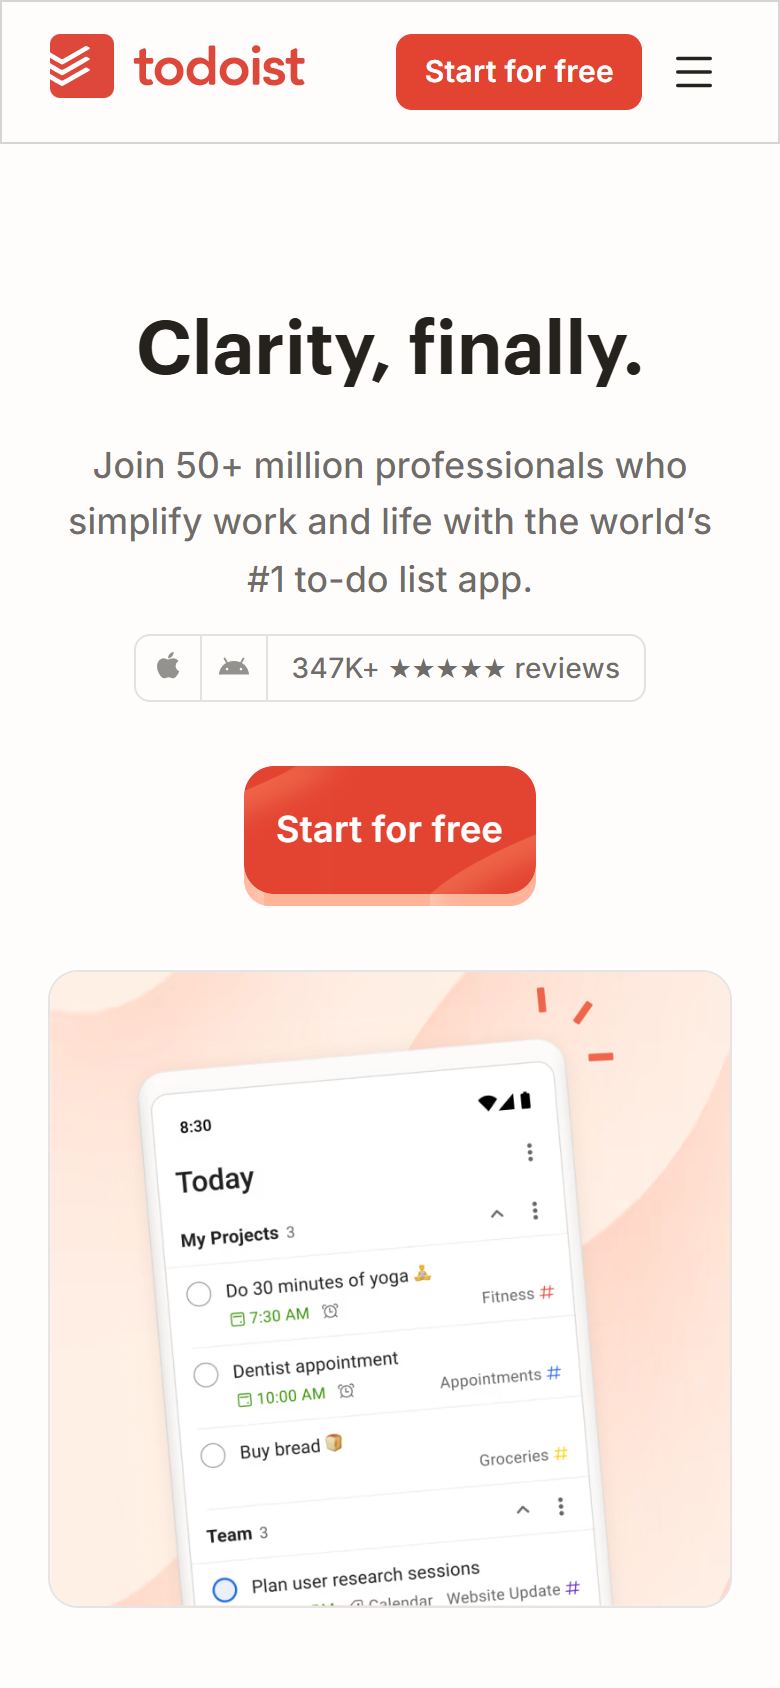 todoist
Start for free
Clarity, finally.
Join 50+ million professionals who
simplify work and life with the world’s
#1 to-do list app.
347K+ ★★★★★ reviews
Start for free
8:30
Today
My Projects 3
Do 30 minutes of yoga 🧘
7:30 AM
Fitness #
Dentist appointment
10:00 AM
Appointments #
Buy bread 🍞
Groceries #
Team 3
Plan user research sessions
Calendar Website Update #